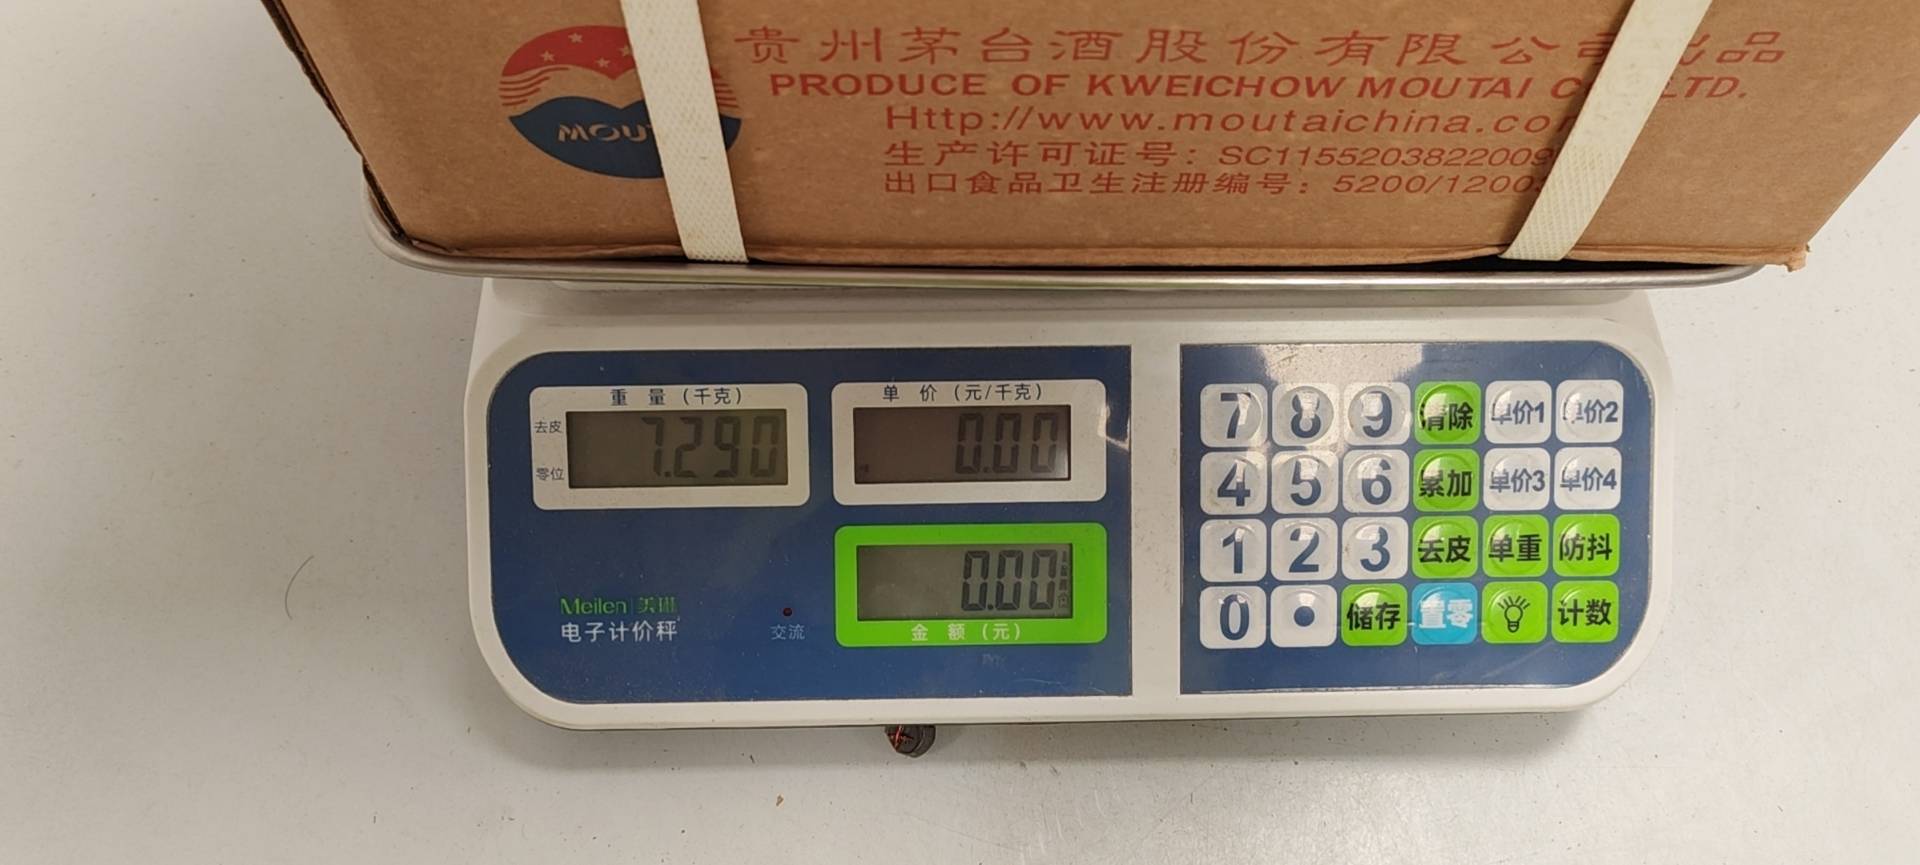 贵州茅台酒股份有限公司出品
PRODUCE OF KWEICHOW MOUTAI C LTD.
MOUT
Http://www.moutaichina.co
生产许可证号：SC1155203822009
出口食品卫生注册编号：5200/1200
重量（千克）
去皮
零位
7.290
单价（元/千克）
0.00
0.00
金额（元）
Meilen 美琳
电子计价秤
交流
7 8 9 清除 单价1 单价2
4 5 6 累加 单价3 单价4
1 2 3 去皮 单重 防抖
0 • 储存 置零 计数